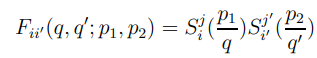 F_{ii'}(q, q'; p_1, p_2) = S_i^j(\frac{p_1}{q}) S_{i'}^{j'}(\frac{p_2}{q'})